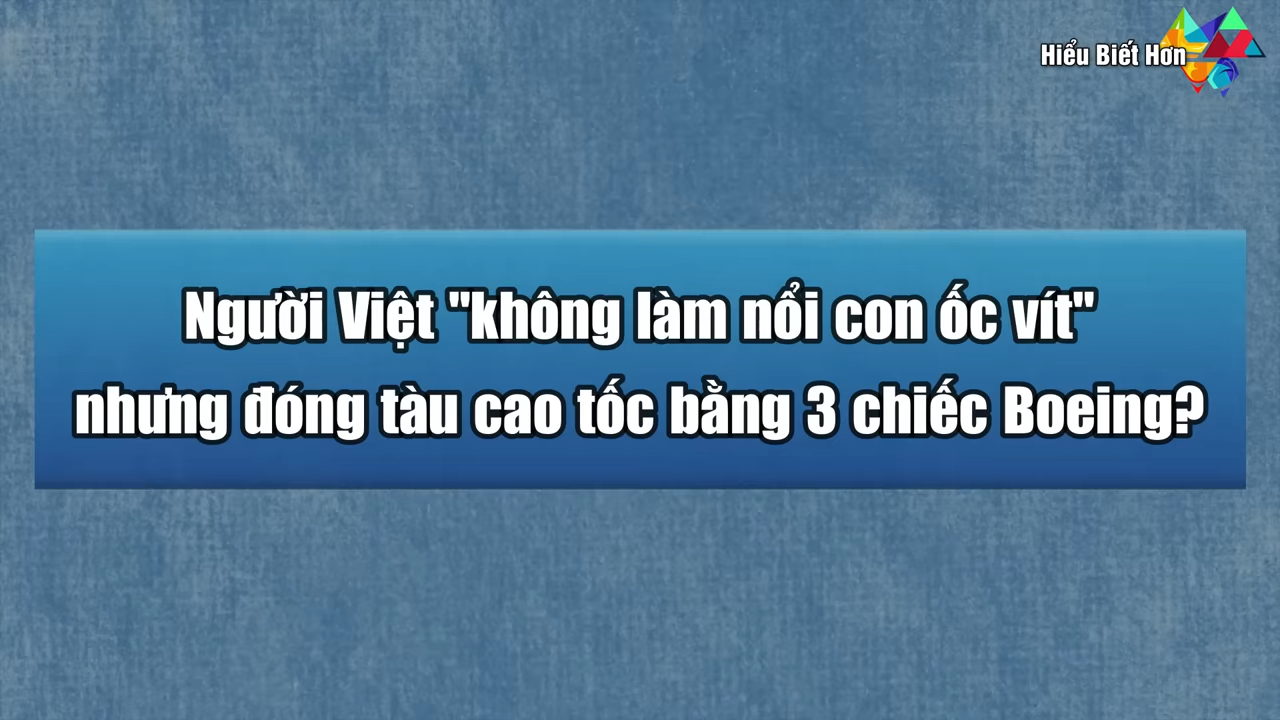 Hiểu Biết Hơn
Người Việt "không làm nổi con ốc vít"
nhưng đóng tàu cao tốc bằng 3 chiếc Boeing?